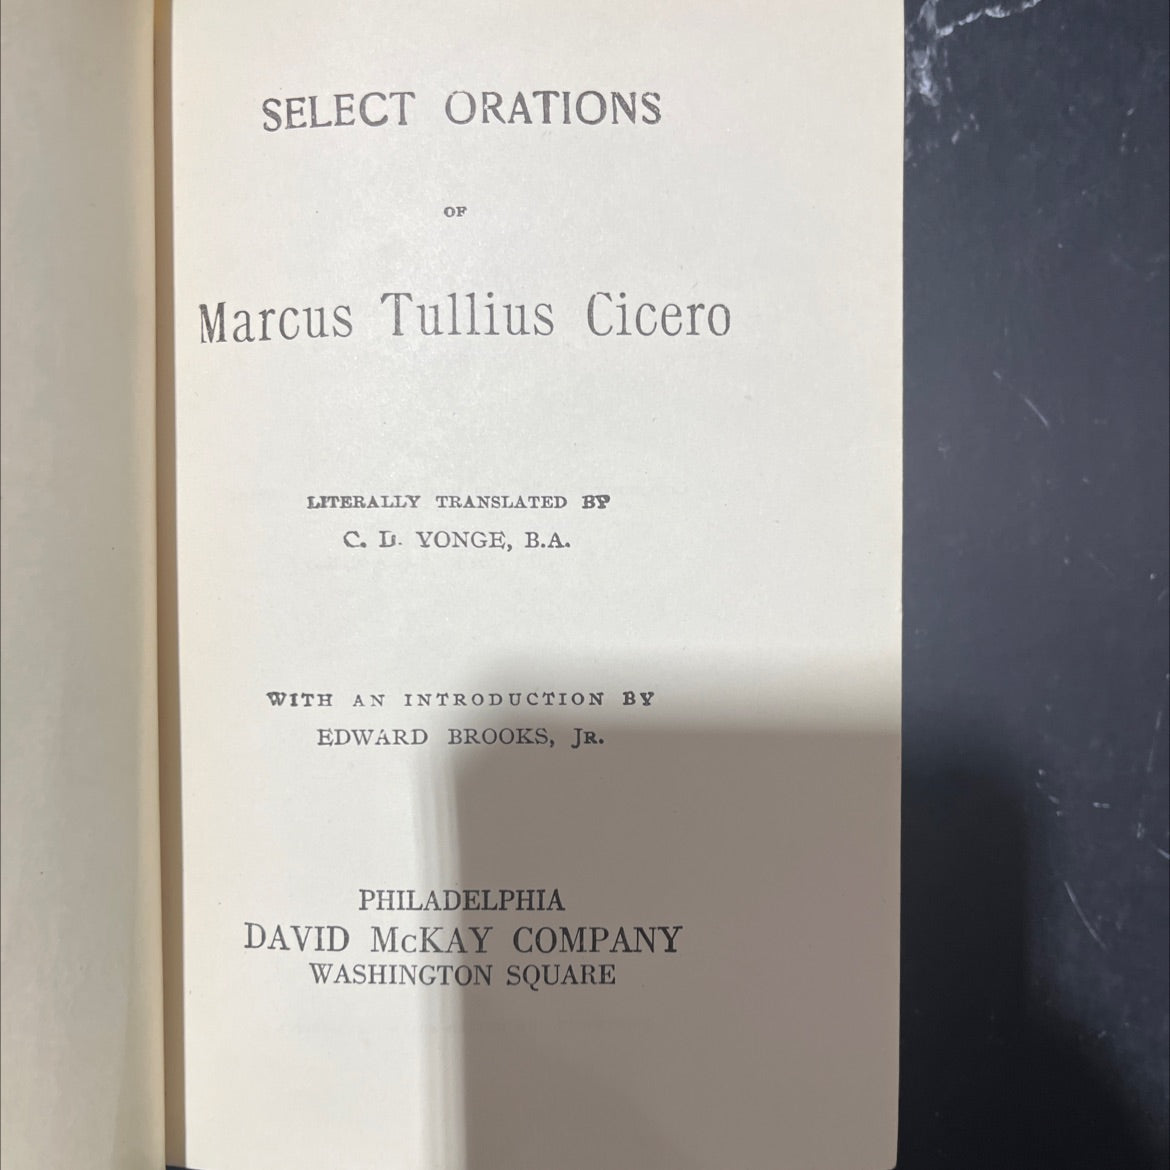 SELECT ORATIONS
OF
Marcus Tullius Cicero
LITERALLY TRANSLATED BY
C. D. YONGE, B.A.
WITH AN INTRODUCTION BY
EDWARD BROOKS, JR.
PHILADELPHIA
DAVID McKAY COMPANY
WASHINGTON SQUARE